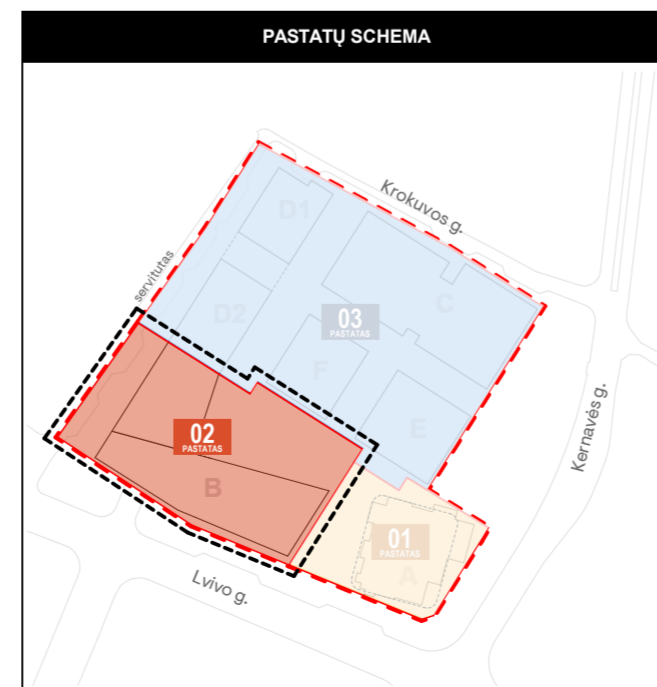 PASTATŲ SCHEMA
Krokuvos g.
D1
servitutas
C
D2
03
PASTATAS
F
Kernavės g.
E
02
PASTATAS
B
01
PASTATAS
A
Lvivo g.